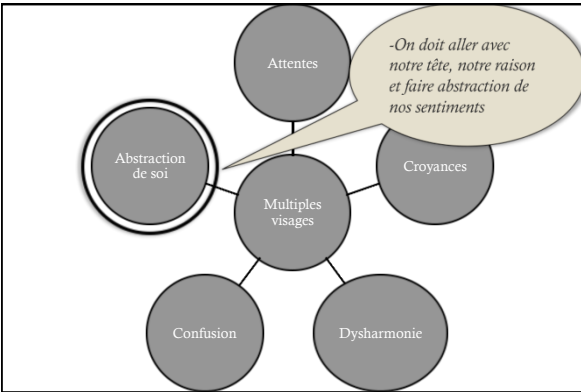 Attentes
-On doit aller avec
notre tête, notre raison
et faire abstraction de
nos sentiments
Abstraction
de soi
Croyances
Multiples
visages
Confusion
Dysharmonie